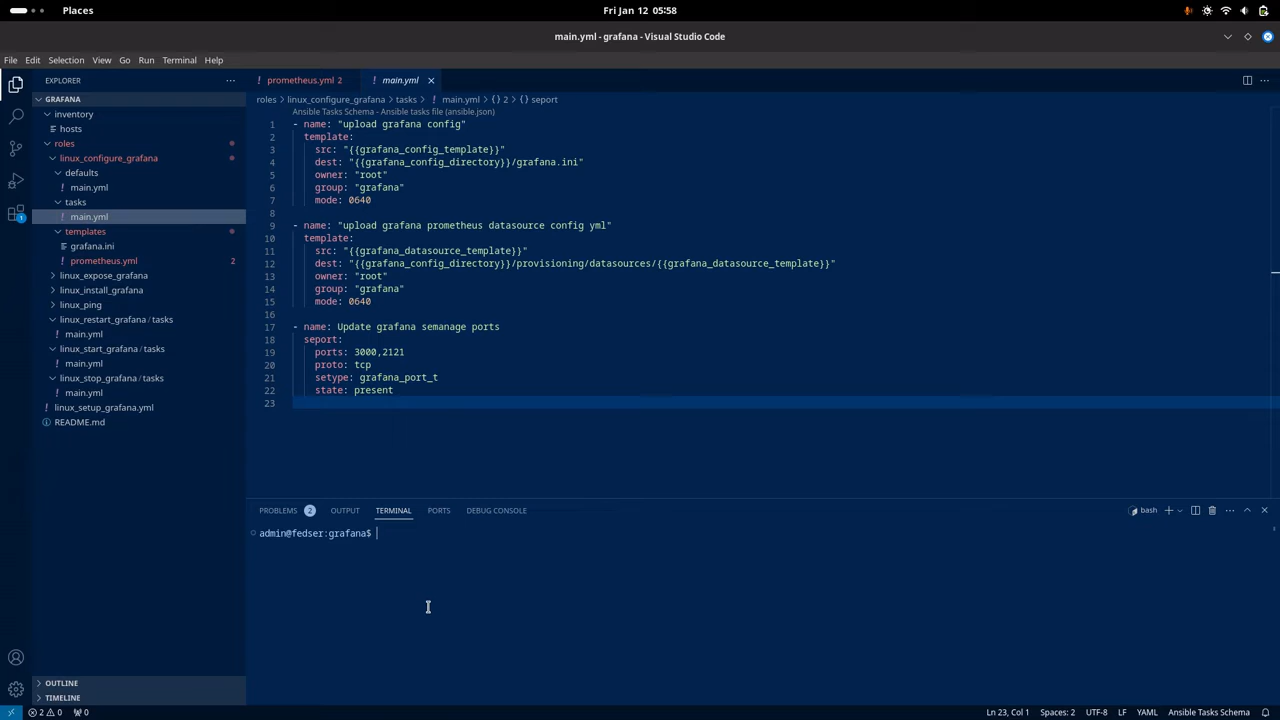 Places
Fri Jan 12 05:58
main.yml - grafana - Visual Studio Code
File Edit Selection View Go Run Terminal Help
EXPLORER
GRAFANA
inventory
hosts
roles
linux_configure_grafana
defaults
main.yml
tasks
main.yml
templates
grafana.ini
prometheus.yml 2
linux_expose_grafana
linux_install_grafana
linux_ping
linux_restart_grafana / tasks
main.yml
linux_start_grafana / tasks
main.yml
linux_stop_grafana / tasks
main.yml
linux_setup_grafana.yml
README.md
OUTLINE
TIMELINE
1
prometheus.yml 2
main.yml
roles > linux_configure_grafana > tasks > main.yml > {} 2 > {} seport
Ansible Tasks Schema - Ansible tasks file (ansible.json)
1 - name: "upload grafana config"
2 template:
3 src: "{{grafana_config_template}}"
4 dest: "{{grafana_config_directory}}/grafana.ini"
5 owner: "root"
6 group: "grafana"
7 mode: 0640
8
9 - name: "upload grafana prometheus datasource config yml"
10 template:
11 src: "{{grafana_datasource_template}}"
12 dest: "{{grafana_config_directory}}/provisioning/datasources/{{grafana_datasource_template}}"
13 owner: "root"
14 group: "grafana"
15 mode: 0640
16
17 - name: Update grafana semanage ports
18 seport:
19 ports: 3000,2121
20 proto: tcp
21 setype: grafana_port_t
22 state: present
23
PROBLEMS 2 OUTPUT TERMINAL PORTS DEBUG CONSOLE
bash
admin@fedser:grafana$
2 0 0
Ln 23, Col 1 Spaces: 2 UTF-8 LF YAML Ansible Tasks Schema